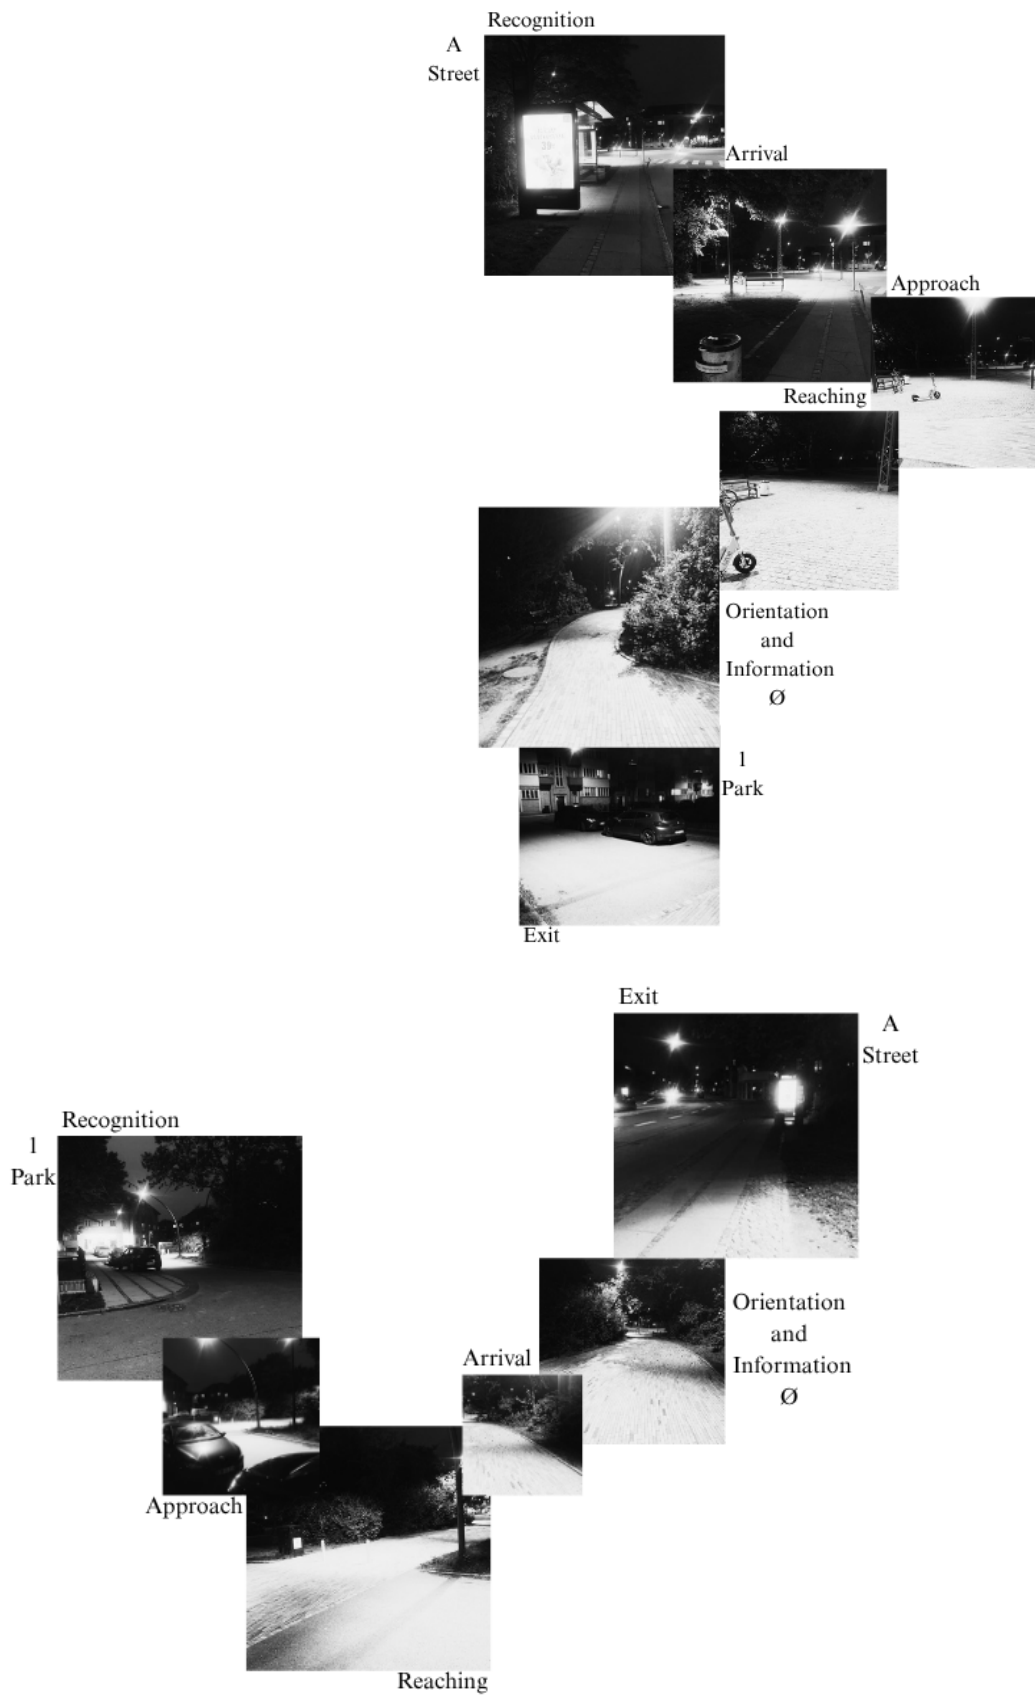 Recognition
A
Street
Arrival
Approach
Reaching
Orientation
and
Information
Ø
1
Park
Exit
Exit
A
Street
Recognition
1
Park
Orientation
and
Information
Ø
Arrival
Approach
Reaching